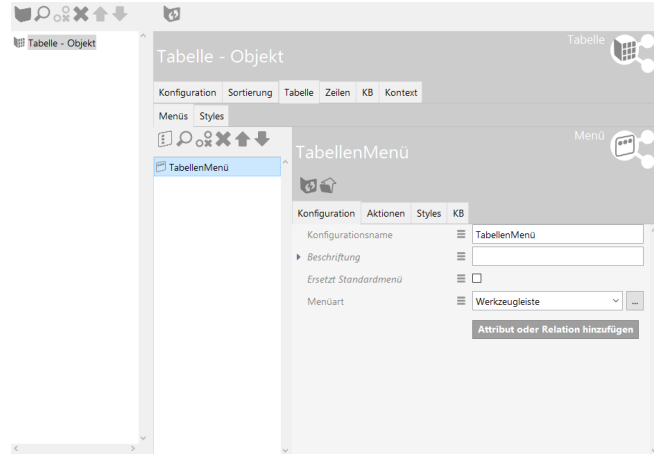 Tabelle - Objekt
Tabelle
Tabelle - Objekt
Konfiguration Sortierung Tabelle Zeilen KB Kontext
Menüs Styles
TabellenMenü
Menü
TabellenMenü
Konfiguration Aktionen Styles KB
Konfigurationsname TabellenMenü
Beschriftung
Ersetzt Standardmenü
Menüart Werkzeugleiste ...
Attribut oder Relation hinzufügen